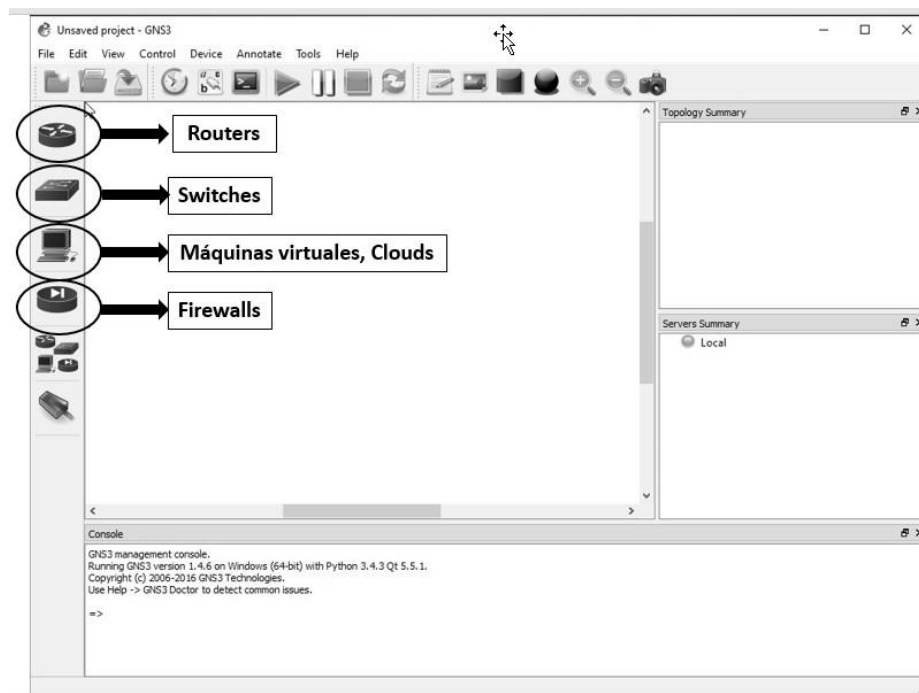 Unsaved project - GNS3
File Edit View Control Device Annotate Tools Help
Topology Summary
Routers
Switches
Máquinas virtuales, Clouds
Firewalls
Servers Summary
Local
Console
GNS3 management console.
Running GNS3 version 1.4.6 on Windows (64-bit) with Python 3.4.3 Qt 5.5.1.
Copyright (c) 2006-2016 GNS3 Technologies.
Use Help -> GNS3 Doctor to detect common issues.
=>